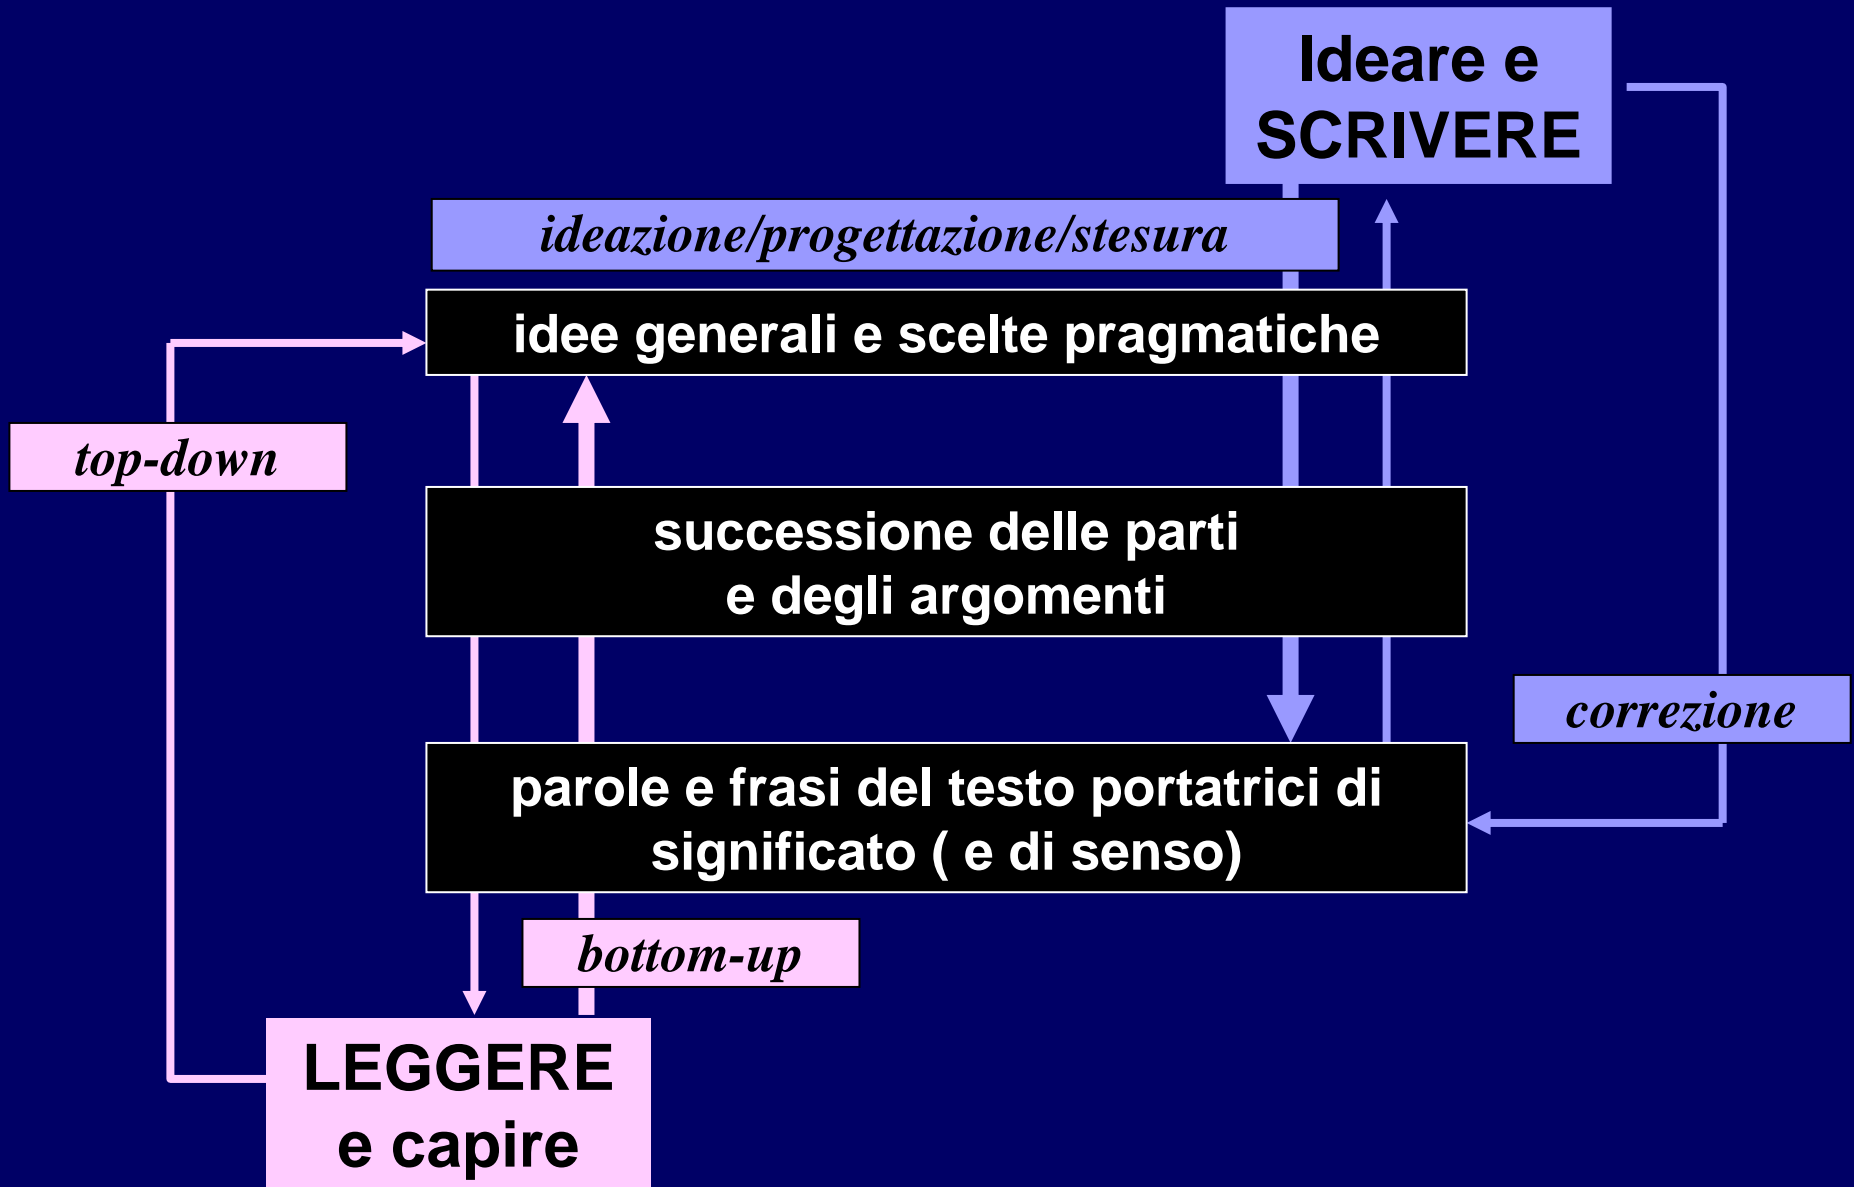 Ideare e
SCRIVERE
ideazione/progettazione/stesura
idee generali e scelte pragmatiche
top-down
successione delle parti
e degli argomenti
correzione
parole e frasi del testo portatrici di
significato ( e di senso)
bottom-up
LEGGERE
e capire